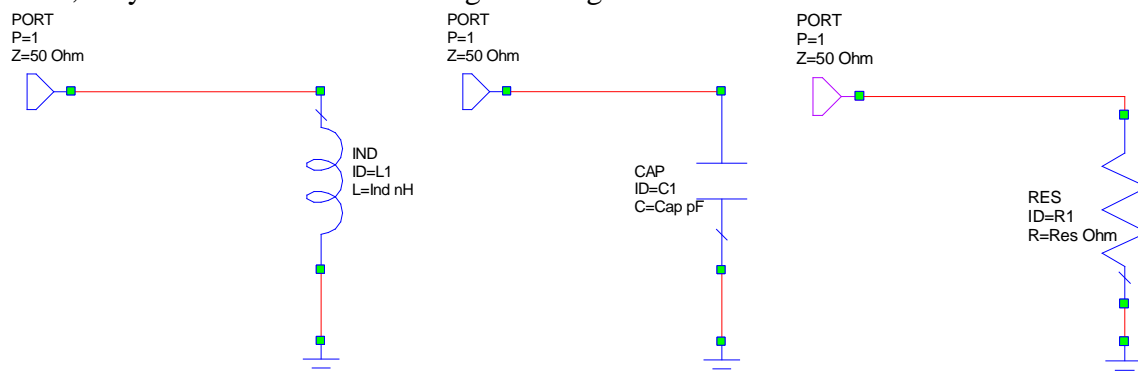 PORT
P=1
Z=50 Ohm
IND
ID=L1
L=Ind nH
PORT
P=1
Z=50 Ohm
CAP
ID=C1
C=Cap pF
PORT
P=1
Z=50 Ohm
RES
ID=R1
R=Res Ohm